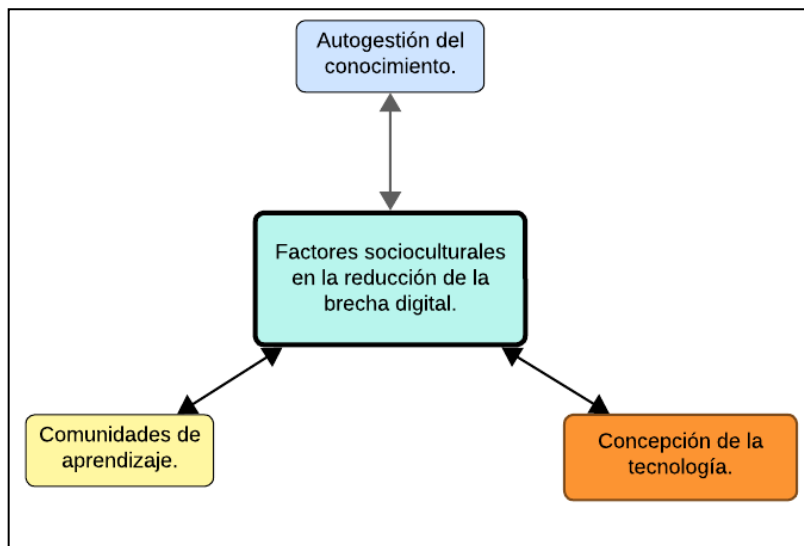 Autogestión del
conocimiento.
Factores socioculturales
en la reducción de la
brecha digital.
Comunidades de
aprendizaje.
Concepción de la
tecnología.